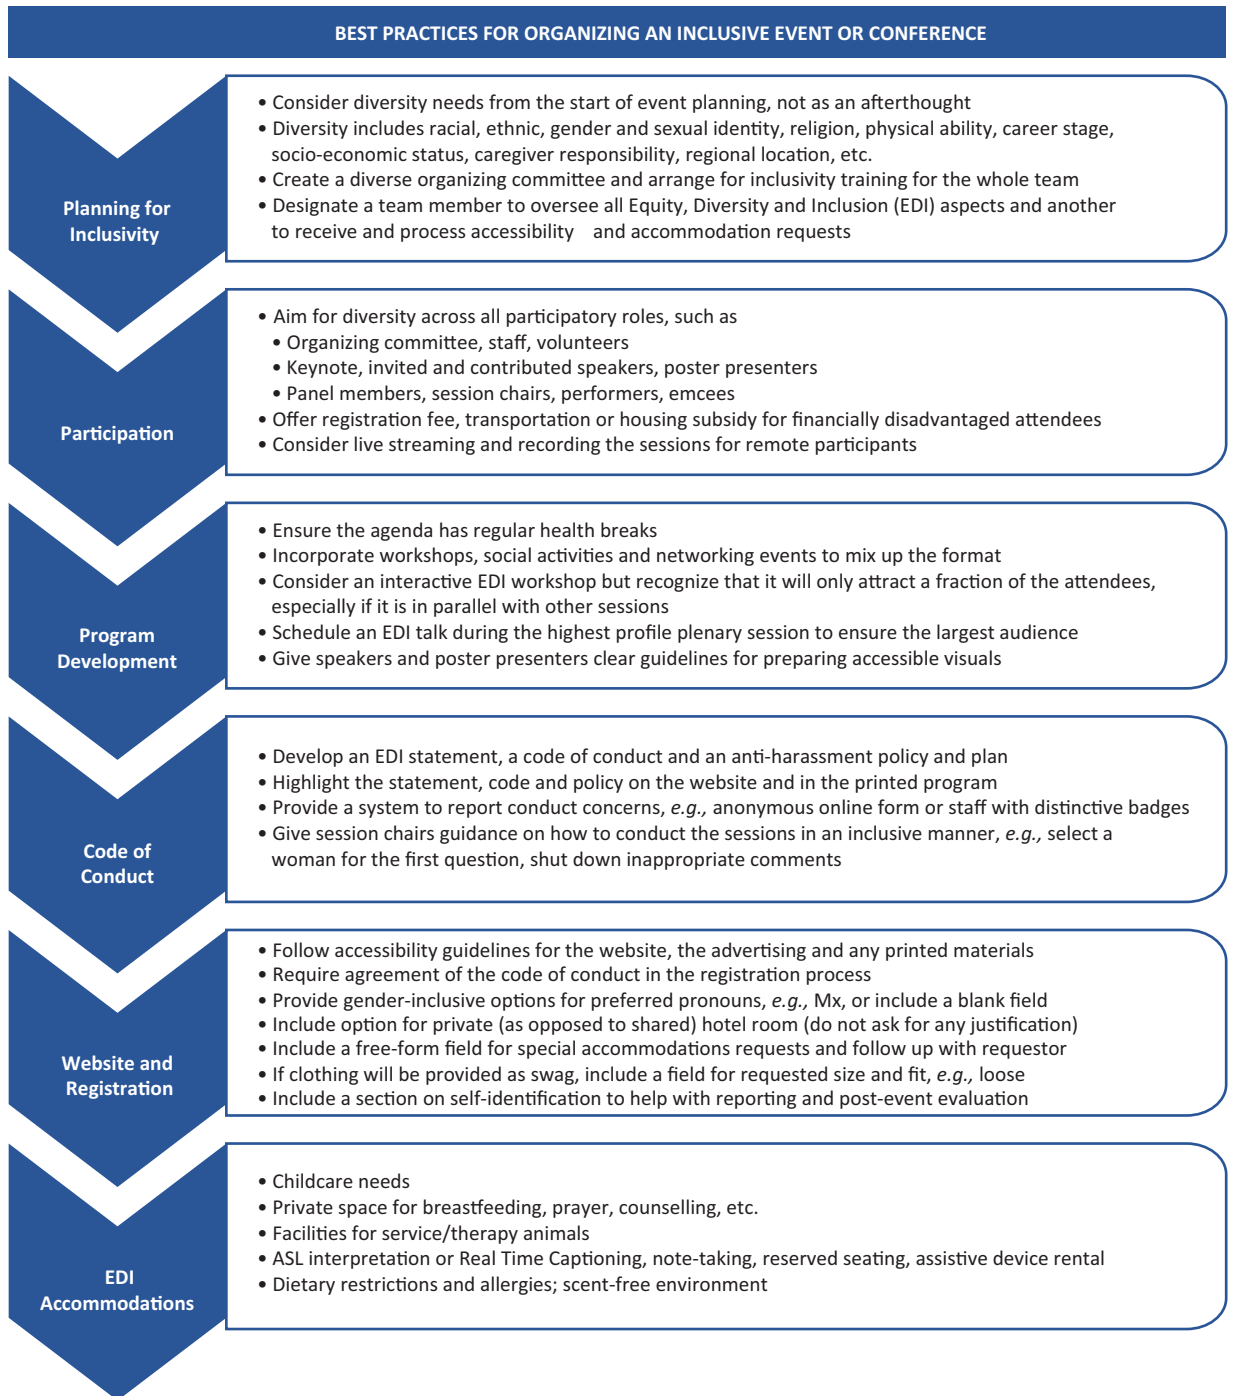 BEST PRACTICES FOR ORGANIZING AN INCLUSIVE EVENT OR CONFERENCE
Planning for
Inclusivity
• Consider diversity needs from the start of event planning, not as an afterthought
• Diversity includes racial, ethnic, gender and sexual identity, religion, physical ability, career stage,
socio-economic status, caregiver responsibility, regional location, etc.
• Create a diverse organizing committee and arrange for inclusivity training for the whole team
• Designate a team member to oversee all Equity, Diversity and Inclusion (EDI) aspects and another
to receive and process accessibility and accommodation requests
Participation
• Aim for diversity across all participatory roles, such as
• Organizing committee, staff, volunteers
• Keynote, invited and contributed speakers, poster presenters
• Panel members, session chairs, performers, emcees
• Offer registration fee, transportation or housing subsidy for financially disadvantaged attendees
• Consider live streaming and recording the sessions for remote participants
Program
Development
• Ensure the agenda has regular health breaks
• Incorporate workshops, social activities and networking events to mix up the format
• Consider an interactive EDI workshop but recognize that it will only attract a fraction of the attendees,
especially if it is in parallel with other sessions
• Schedule an EDI talk during the highest profile plenary session to ensure the largest audience
• Give speakers and poster presenters clear guidelines for preparing accessible visuals
Code of
Conduct
• Develop an EDI statement, a code of conduct and an anti-harassment policy and plan
• Highlight the statement, code and policy on the website and in the printed program
• Provide a system to report conduct concerns, e.g., anonymous online form or staff with distinctive badges
• Give session chairs guidance on how to conduct the sessions in an inclusive manner, e.g., select a
woman for the first question, shut down inappropriate comments
Website and
Registration
• Follow accessibility guidelines for the website, the advertising and any printed materials
• Require agreement of the code of conduct in the registration process
• Provide gender-inclusive options for preferred pronouns, e.g., Mx, or include a blank field
• Include option for private (as opposed to shared) hotel room (do not ask for any justification)
• Include a free-form field for special accommodations requests and follow up with requestor
• If clothing will be provided as swag, include a field for requested size and fit, e.g., loose
• Include a section on self-identification to help with reporting and post-event evaluation
EDI
Accommodations
• Childcare needs
• Private space for breastfeeding, prayer, counselling, etc.
• Facilities for service/therapy animals
• ASL interpretation or Real Time Captioning, note-taking, reserved seating, assistive device rental
• Dietary restrictions and allergies; scent-free environment